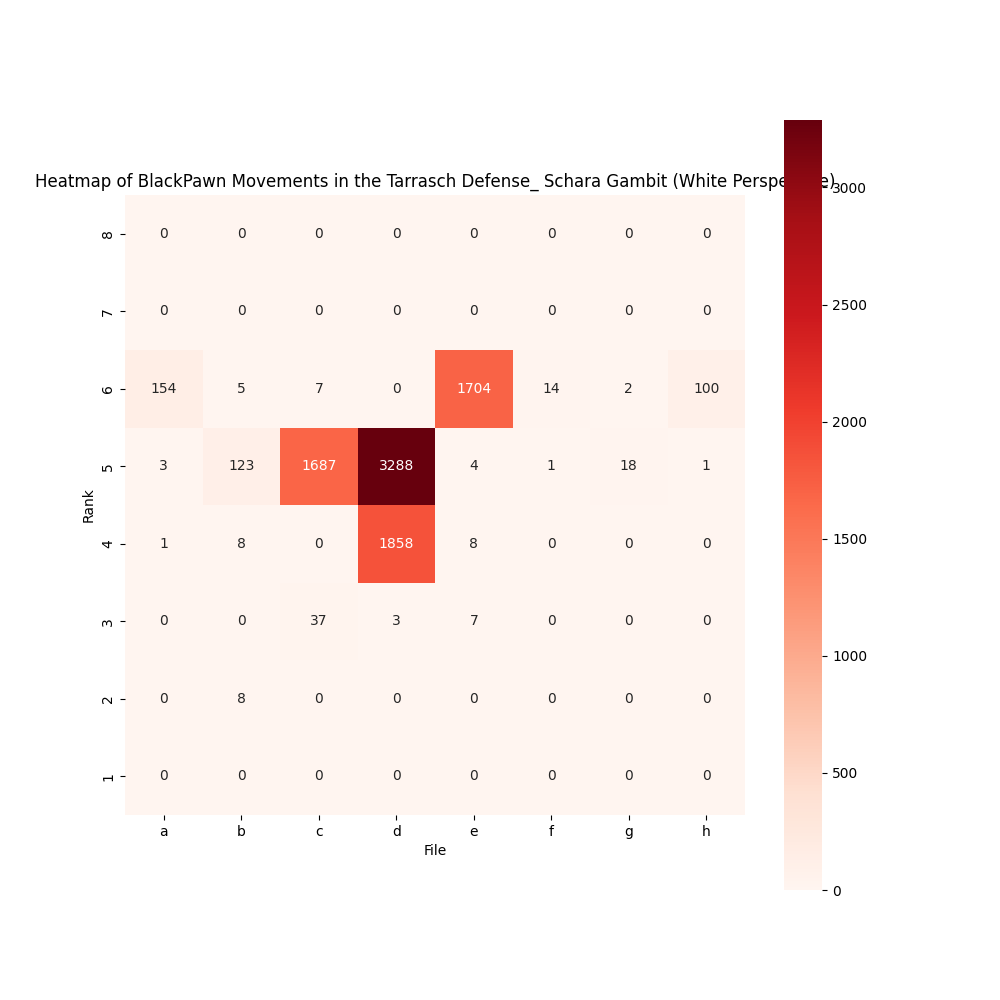 Heatmap of BlackPawn Movements in the Tarrasch Defense_ Schara Gambit (White Perspe e)
3000
8 0 0 0 0 0 0 0 0
7 0 0 0 0 0 0 0 0
2500
6 154 5 7 0 1704 14 2 100
5 3 123 1687 3288 4 1 18 1
2000
Rank
4 1 8 0 1858 8 0 0 0
1500
3 0 0 37 3 7 0 0 0
1000
2 0 8 0 0 0 0 0 0
1 0 0 0 0 0 0 0 0
500
a b c d e f g h
File
0